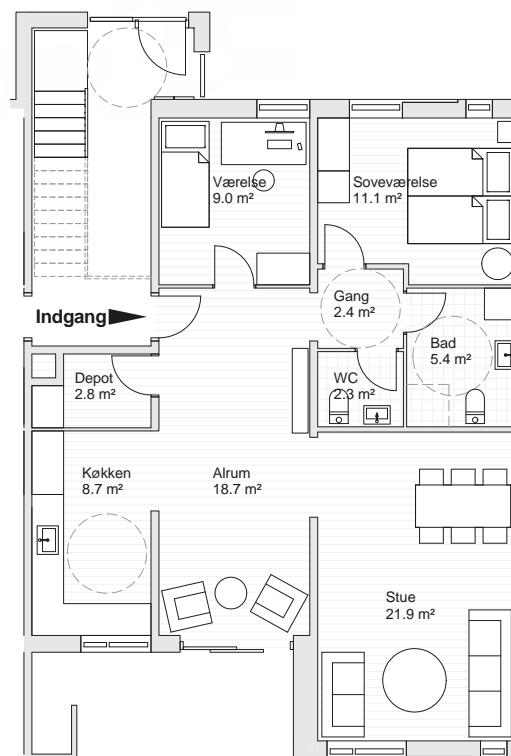 Værelse
9.0 m²
Soveværelse
11.1 m²
Indgang
Gang
2.4 m²
Bad
5.4 m²
Depot
2.8 m²
WC
2.3 m²
Køkken
8.7 m²
Alrum
18.7 m²
Stue
21.9 m²